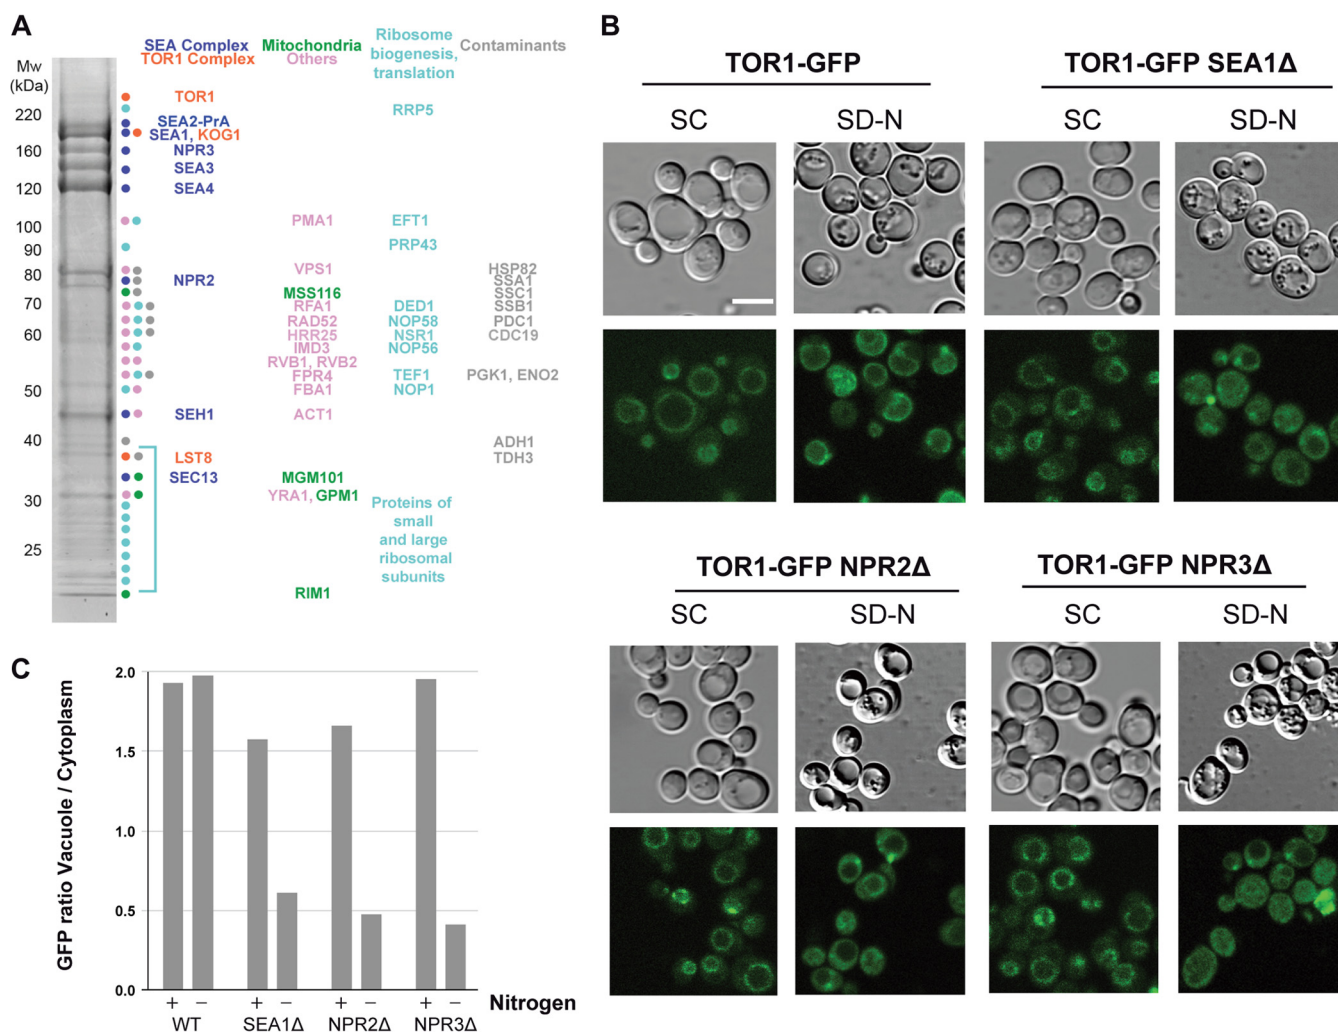 A
SEA Complex
TOR1 Complex
Mitochondria
Others
Ribosome
biogenesis,
translation
Contaminants
Mw
(kDa)
220
160
120
100
90
80
70
60
50
40
30
25
TOR1
RRP5
SEA2-PrA
SEA1, KOG1
NPR3
SEA3
SEA4
PMA1 EFT1
PRP43
VPS1 HSP82
NPR2 SSA1
MSS116 SSC1
RFA1 DED1 SSB1
RAD52 NOP58 PDC1
HRR25 NSR1 CDC19
IMD3 NOP56
RVB1, RVB2
FPR4 TEF1 PGK1, ENO2
FBA1 NOP1
SEH1 ACT1
ADH1
LST8 TDH3
SEC13 MGM101
YRA1, GPM1
Proteins of
small
and large
ribosomal
subunits
RIM1
B
TOR1-GFP
SC SD-N
TOR1-GFP SEA1Δ
SC SD-N
TOR1-GFP NPR2Δ
SC SD-N
TOR1-GFP NPR3Δ
SC SD-N
C
GFP ratio Vacuole / Cytoplasm
2.0
1.5
1.0
0.5
0.0
+ − + − + − + − Nitrogen
WT SEA1Δ NPR2Δ NPR3Δ